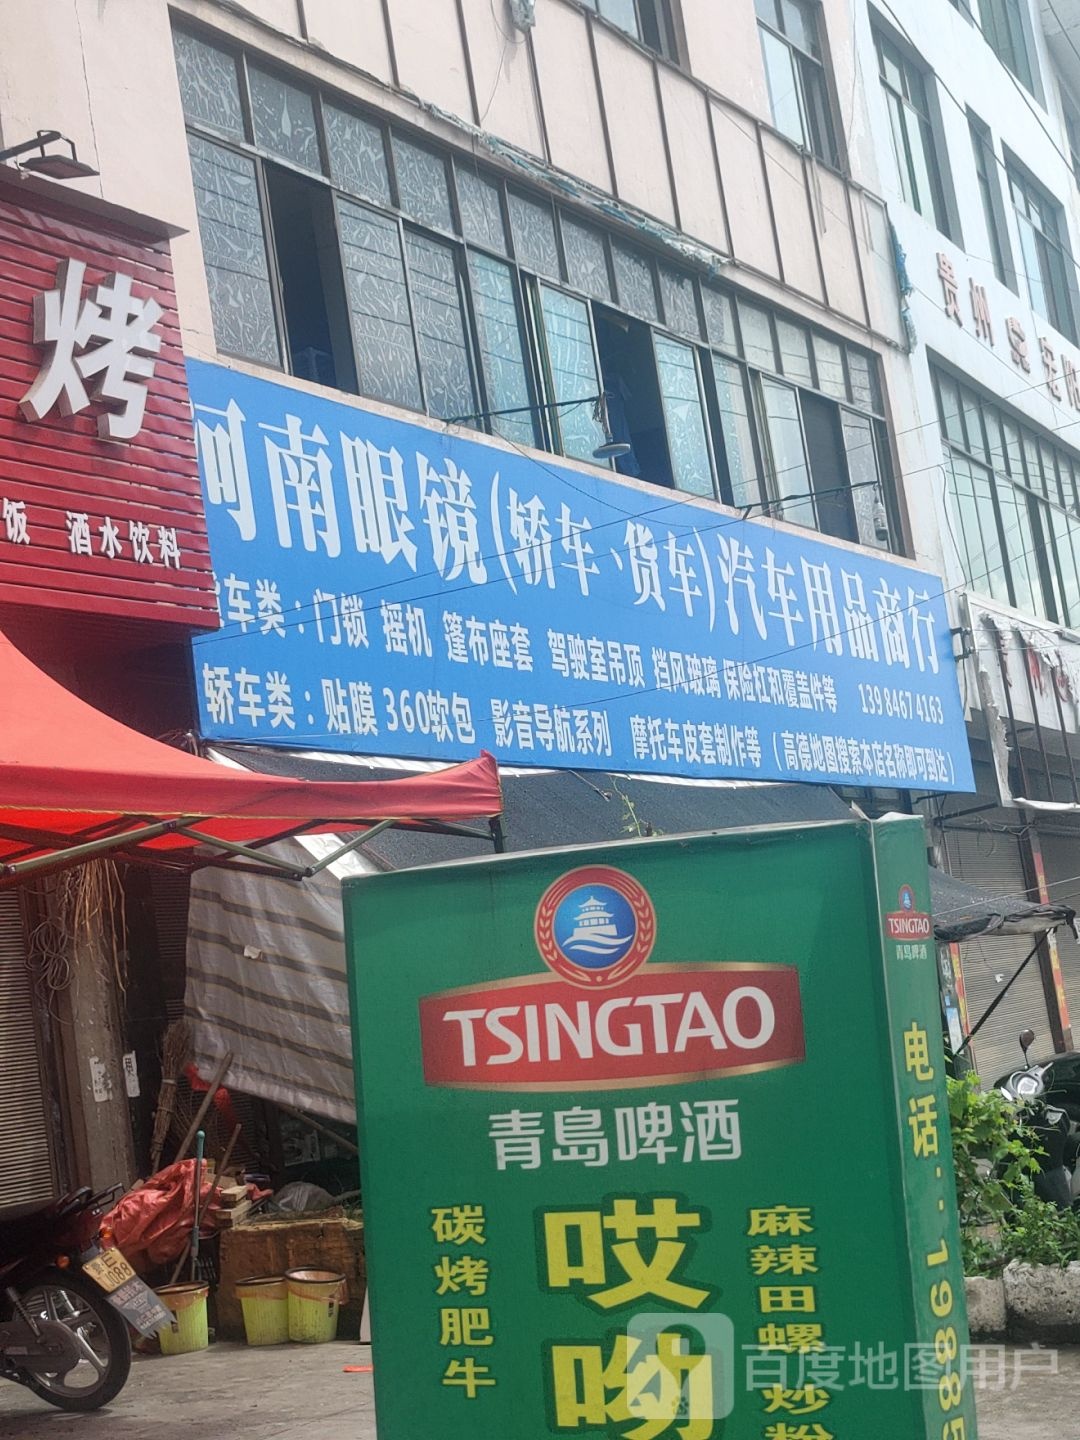 烤
饭 酒水饮料
河南眼镜(轿车、货车)汽车用品商行
货车类：门锁 摇机 篷布座套 驾驶室吊顶 挡风玻璃 保险杠和覆盖件等 13984674163
轿车类：贴膜 360软包 影音导航系列 摩托车皮套制作等 (高德地图搜索本店名称即可到达)
贵州
TSINGTAO
青岛啤酒
TSINGTAO
青島啤酒
碳烤肥牛
哎呦
麻辣田螺 炒粉
电话：19885
百度地图用户